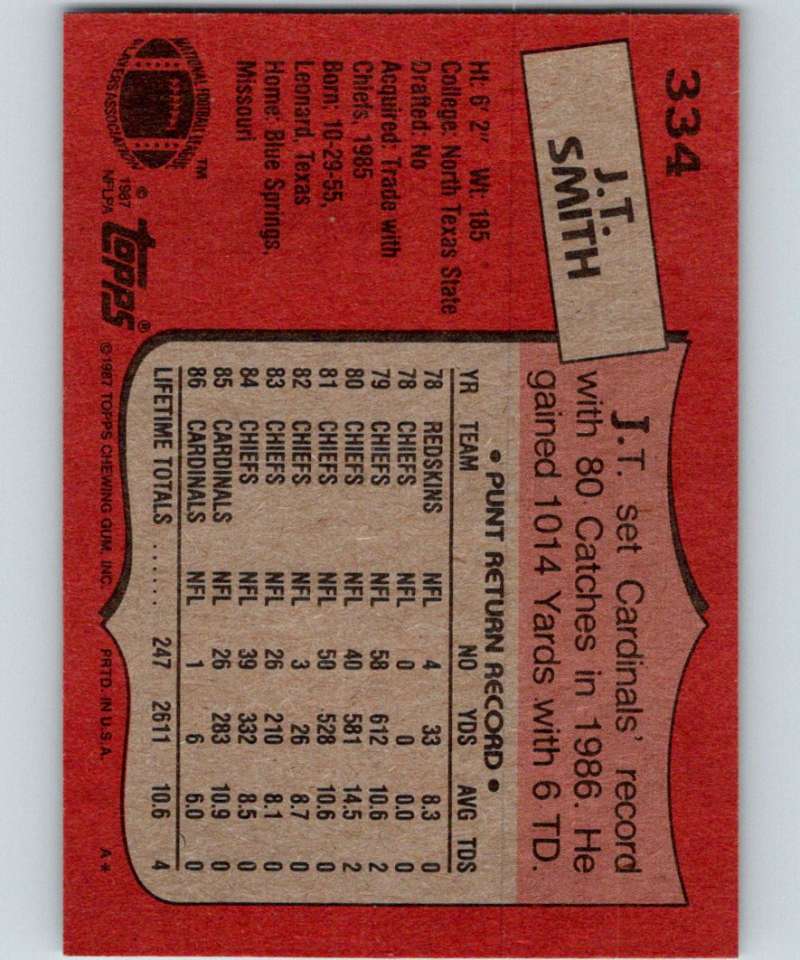 334
J.T.
SMITH
Ht: 6' 2" Wt: 185
College: North Texas State
Drafted: No
Acquired: Trade with
Chiefs, 1985
Born: 10-29-55,
Leonard, Texas
Home: Blue Springs,
Missouri
NATIONAL FOOTBALL LEAGUE
PLAYERS ASSOCIATION
™
© 1987
NFLPA
topps®
J.T. set Cardinals' record
with 80 Catches in 1986. He
gained 1014 Yards with 6 TD.
• PUNT RETURN RECORD •
YR TEAM NO YDS AVG TDS
78 REDSKINS NFL 4 33 8.3 0
78 CHIEFS NFL 0 0 0.0 0
79 CHIEFS NFL 58 612 10.6 2
80 CHIEFS NFL 40 581 14.5 2
81 CHIEFS NFL 50 528 10.6 0
82 CHIEFS NFL 3 26 8.7 0
83 CHIEFS NFL 26 210 8.1 0
84 CHIEFS NFL 39 332 8.5 0
85 CARDINALS NFL 26 283 10.9 0
86 CARDINALS NFL 1 6 6.0 0
LIFETIME TOTALS ...... 247 2611 10.6 4
©1987 TOPPS CHEWING GUM, INC. PRTD. IN U.S.A. A*